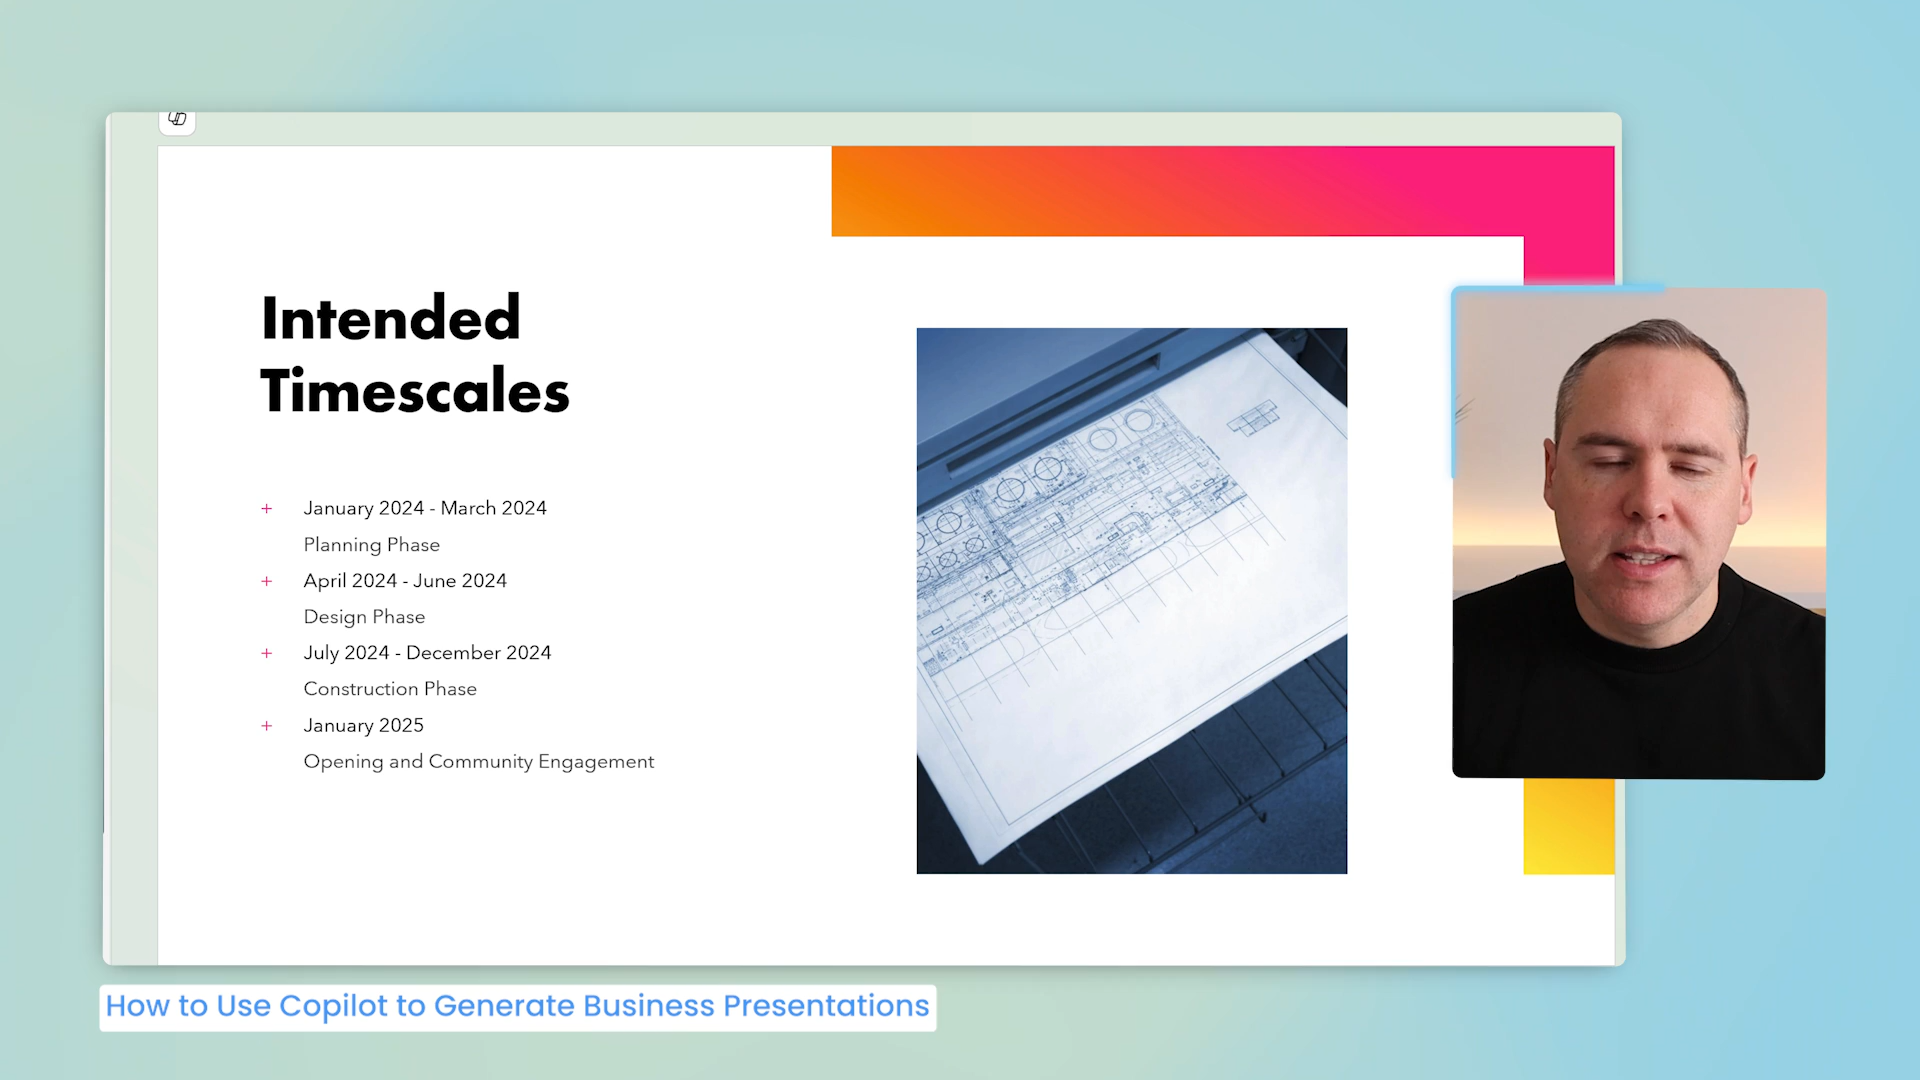 Intended
Timescales
+ January 2024 - March 2024
Planning Phase
+ April 2024 - June 2024
Design Phase
+ July 2024 - December 2024
Construction Phase
+ January 2025
Opening and Community Engagement
How to Use Copilot to Generate Business Presentations